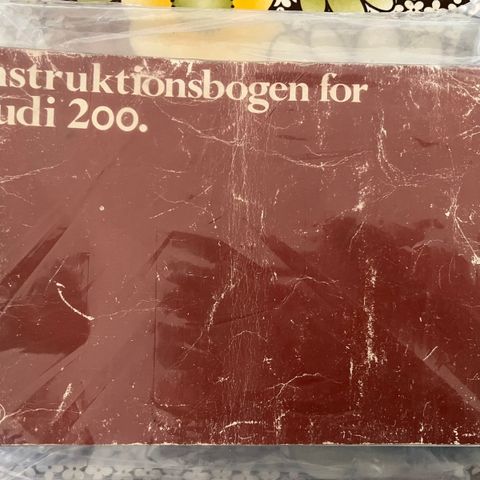 nstruktionsbogen for
udi 200.